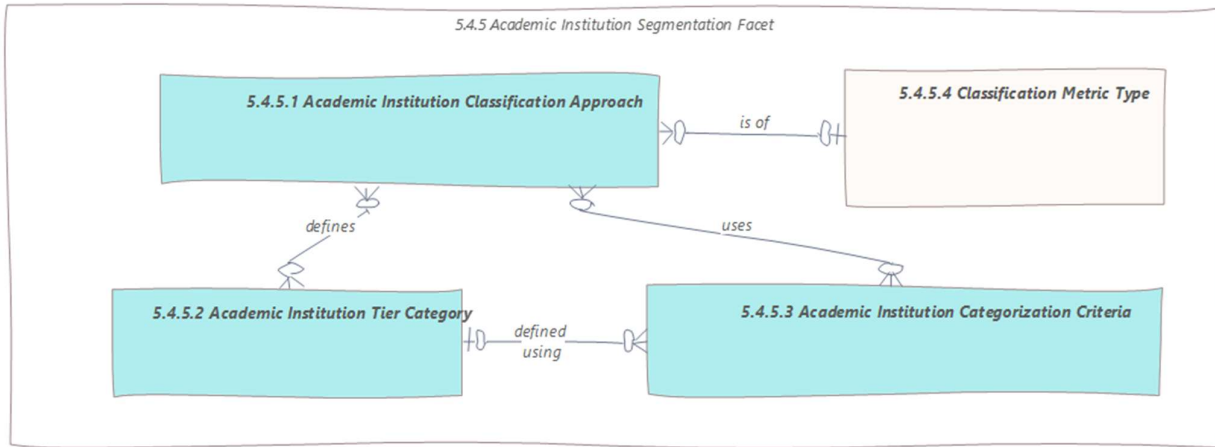 5.4.5 Academic Institution Segmentation Facet
5.4.5.1 Academic Institution Classification Approach
5.4.5.4 Classification Metric Type
is of
defines
uses
5.4.5.2 Academic Institution Tier Category
5.4.5.3 Academic Institution Categorization Criteria
defined
using